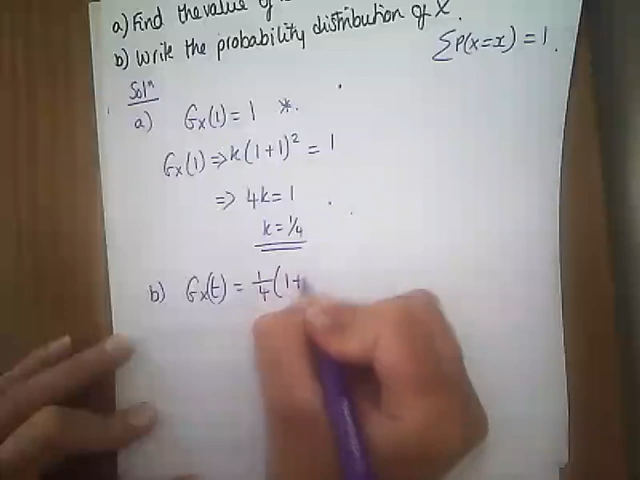 a) Find the value of
b) Write the probability distribution of X.
∑P(X=x) = 1.
Solⁿ
a) Gx(1) = 1 *.
Gx(1) => k(1+1)² = 1
=> 4k = 1
k = 1/4
b) Gx(t) = 1/4 (1+